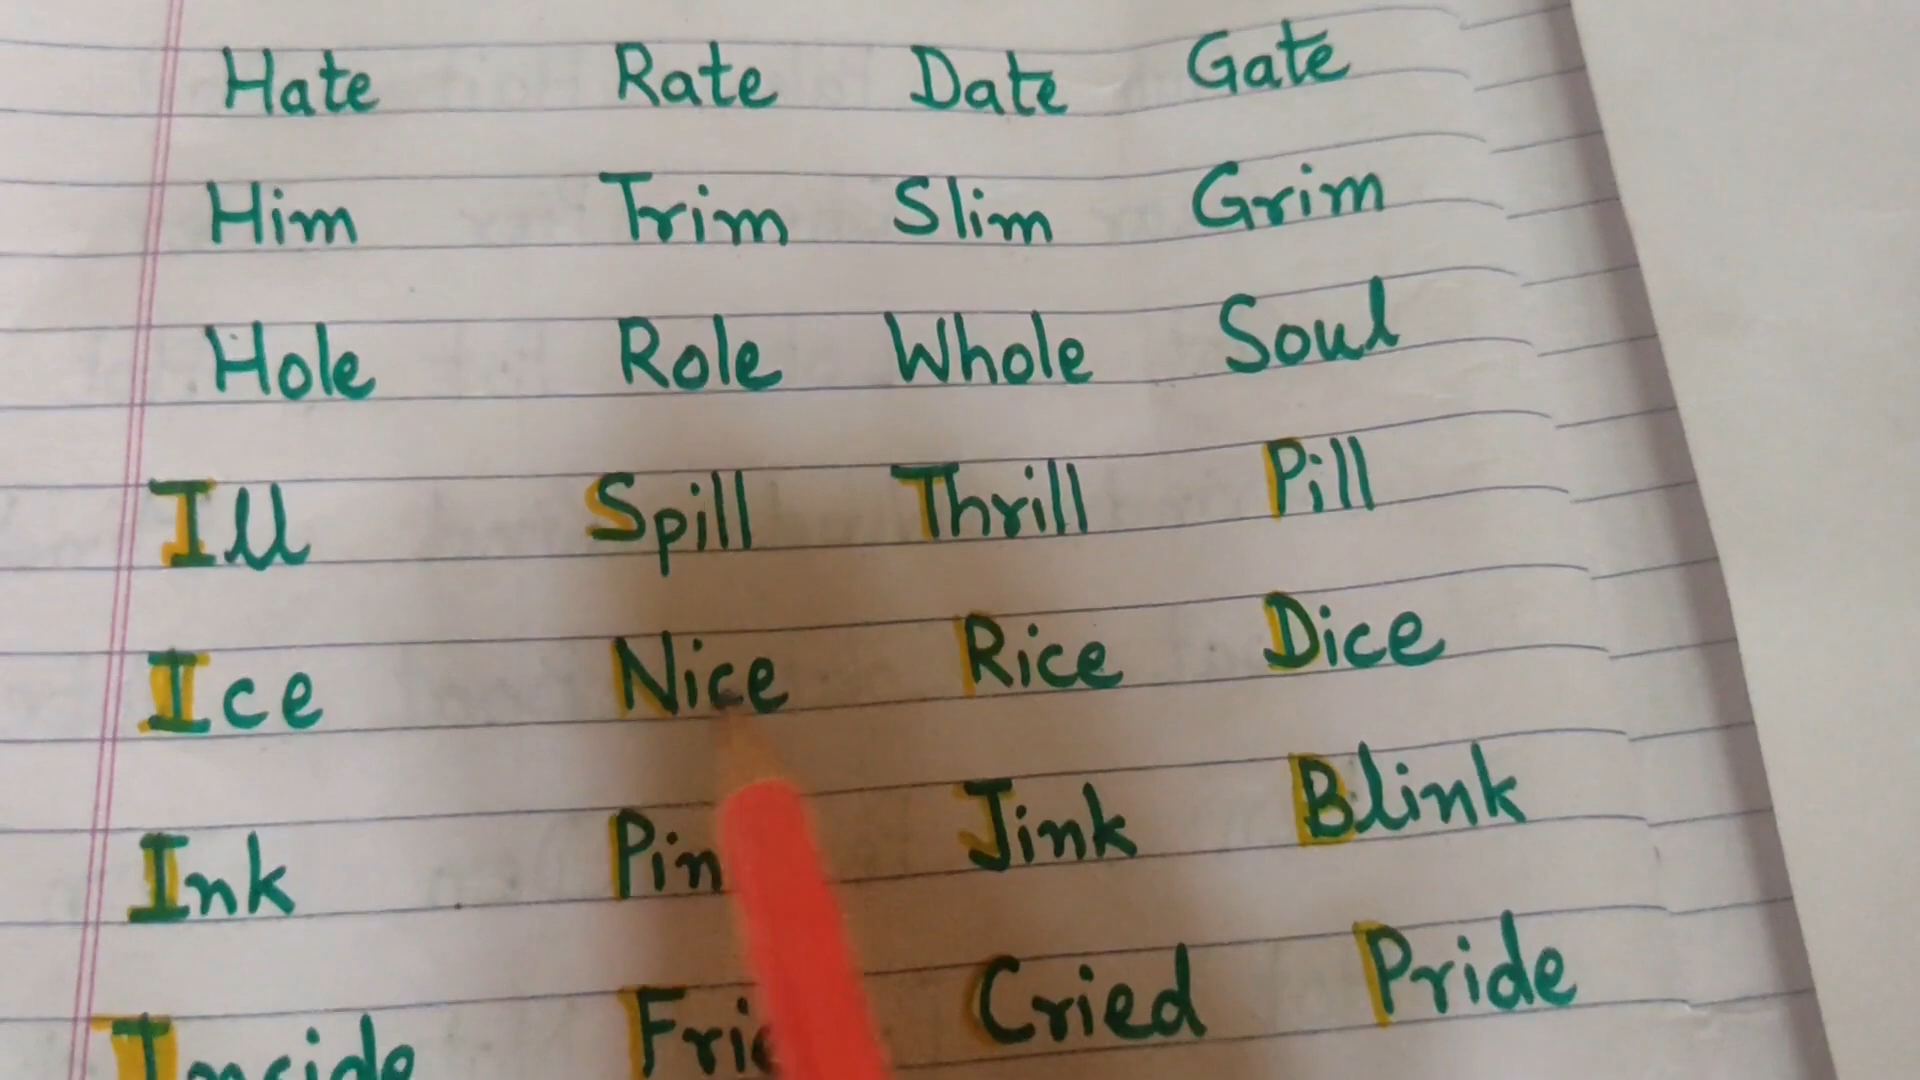 Hate Rate Date Gate
Him Trim Slim Grim
Hole Role Whole Soul
Ill Spill Thrill Pill
Ice Nice Rice Dice
Ink Jink Blink
Inside Cried Pride